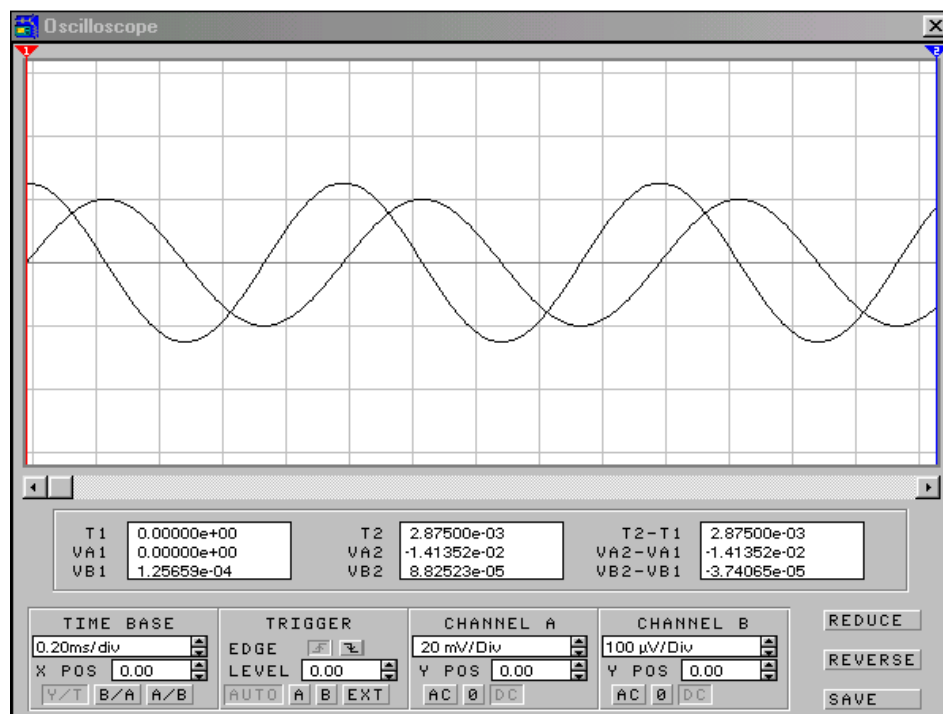 Oscilloscope
1 2
T1 0.00000e+00 T2 2.87500e-03 T2-T1 2.87500e-03
VA1 0.00000e+00 VA2 -1.41352e-02 VA2-VA1 -1.41352e-02
VB1 1.25659e-04 VB2 8.82523e-05 VB2-VB1 -3.74065e-05
TIME BASE
0.20ms/div
X POS 0.00
Y/T B/A A/B
TRIGGER
EDGE
LEVEL 0.00
AUTO A B EXT
CHANNEL A
20 mV/Div
Y POS 0.00
AC 0 DC
CHANNEL B
100 µV/Div
Y POS 0.00
AC 0 DC
REDUCE
REVERSE
SAVE